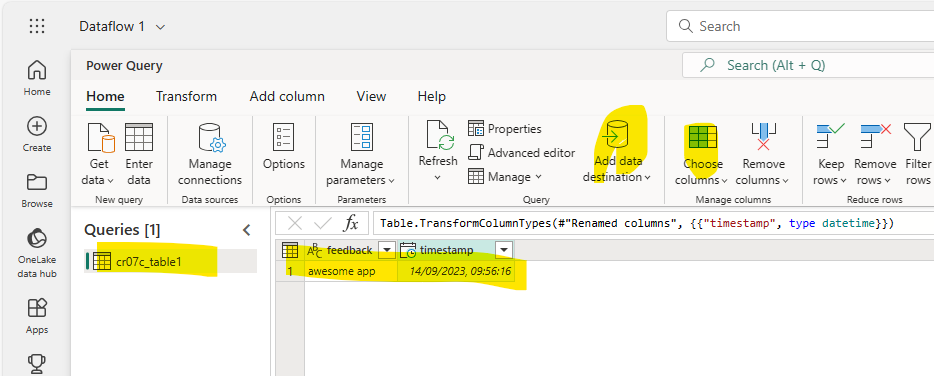 Dataflow 1
Search
Power Query
Search (Alt + Q)
Home
Transform
Add column
View
Help
Get data
Enter data
Manage connections
Options
Manage parameters
Refresh
Properties
Advanced editor
Manage
Add data destination
Choose columns
Remove columns
Keep rows
Remove rows
Filter rows
New query
Data sources
Options
Parameters
Query
Manage columns
Reduce rows
Home
Create
Browse
OneLake data hub
Apps
Queries [1]
cr07c_table1
fx
Table.TransformColumnTypes(#"Renamed columns", {{"timestamp", type datetime}})
ABC feedback timestamp
1 awesome app 14/09/2023, 09:56:16